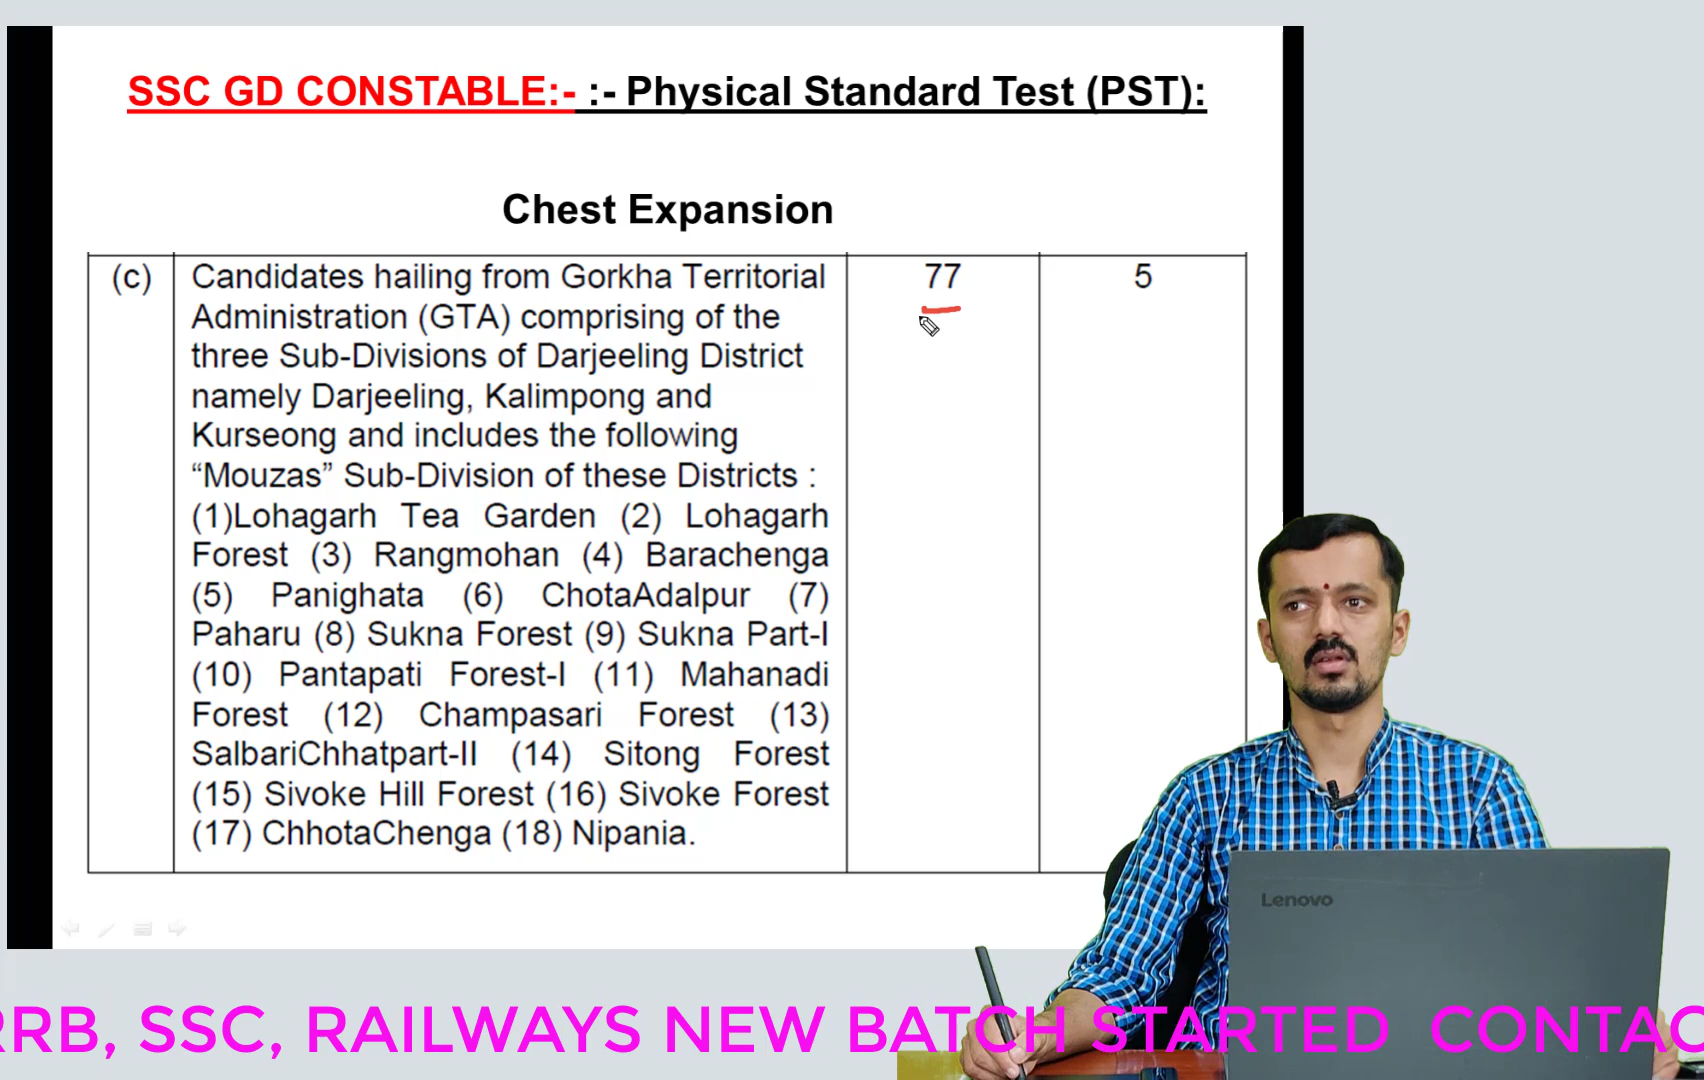 SSC GD CONSTABLE:- :- Physical Standard Test (PST):
Chest Expansion
(c) Candidates hailing from Gorkha Territorial 77 5
Administration (GTA) comprising of the
three Sub-Divisions of Darjeeling District
namely Darjeeling, Kalimpong and
Kurseong and includes the following
“Mouzas” Sub-Division of these Districts :
(1)Lohagarh Tea Garden (2) Lohagarh
Forest (3) Rangmohan (4) Barachenga
(5) Panighata (6) ChotaAdalpur (7)
Paharu (8) Sukna Forest (9) Sukna Part-I
(10) Pantapati Forest-I (11) Mahanadi
Forest (12) Champasari Forest (13)
SalbariChhatpart-II (14) Sitong Forest
(15) Sivoke Hill Forest (16) Sivoke Forest
(17) ChhotaChenga (18) Nipania.
Lenovo
RRB, SSC, RAILWAYS NEW BATCH STARTED CONTAC